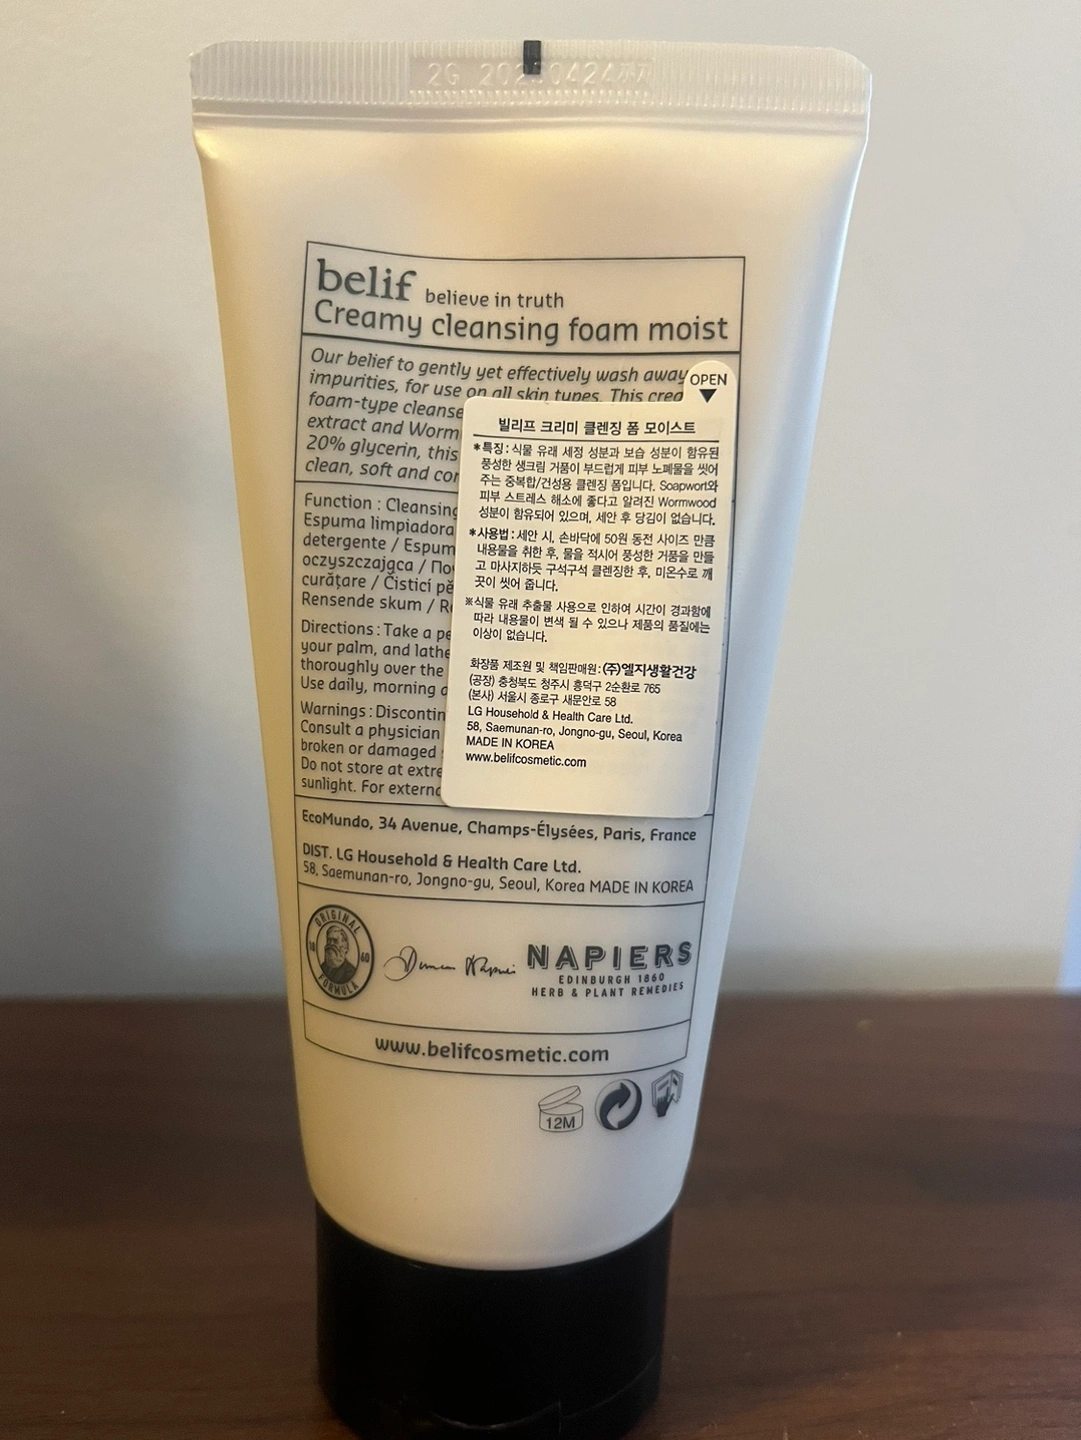 2G
belif believe in truth
Creamy cleansing foam moist
Our belief to gently yet effectively wash away
impurities, for use on all skin types. This
foam-type
extract and
20% glycerin, this
clean, soft and
OPEN
빌리프 크리미 클렌징 폼 모이스트
*특징 : 식물 유래 세정 성분과 보습 성분이 함유된
풍성한 생크림 거품이 부드럽게 피부 노폐물을 씻어
주는 중복합/건성용 클렌징 폼입니다. Soapwort와
피부 스트레스 해소에 좋다고 알려진 Wormwood
성분이 함유되어 있으며, 세안 후 당김이 없습니다.
*사용법 : 세안 시, 손바닥에 50원 동전 사이즈 만큼
내용물을 취한 후, 물을 적시어 풍성한 거품을 만들
고 마사지하듯 구석구석 클렌징한 후, 미온수로 깨
끗이 씻어 줍니다.
※식물 유래 추출물 사용으로 인하여 시간이 경과함에
따라 내용물이 변색 될 수 있으나 제품의 품질에는
이상이 없습니다.
화장품 제조원 및 책임판매원 : (주)엘지생활건강
(공장) 충청북도 청주시 흥덕구 2순환로 765
(본사) 서울시 종로구 새문안로 58
LG Household & Health Care Ltd.
58, Saemunan-ro, Jongno-gu, Seoul, Korea
MADE IN KOREA
www.belifcosmetic.com
Function : Cleansing
Espuma limpiadora
detergente / Espum
oczyszczająca /
curățare / Čisticí
Rensende skum /
Directions : Take a
your palm, and
thoroughly over the
Use daily, morning
Warnings :
Consult a physician
broken or damaged
Do not store at
sunlight. For
EcoMundo, 34 Avenue, Champs-Élysées, Paris, France
DIST. LG Household & Health Care Ltd.
58, Saemunan-ro, Jongno-gu, Seoul, Korea MADE IN KOREA
ORIGINAL
18 60
FORMULA
NAPIERS
EDINBURGH 1860
HERB & PLANT REMEDIES
www.belifcosmetic.com
12M